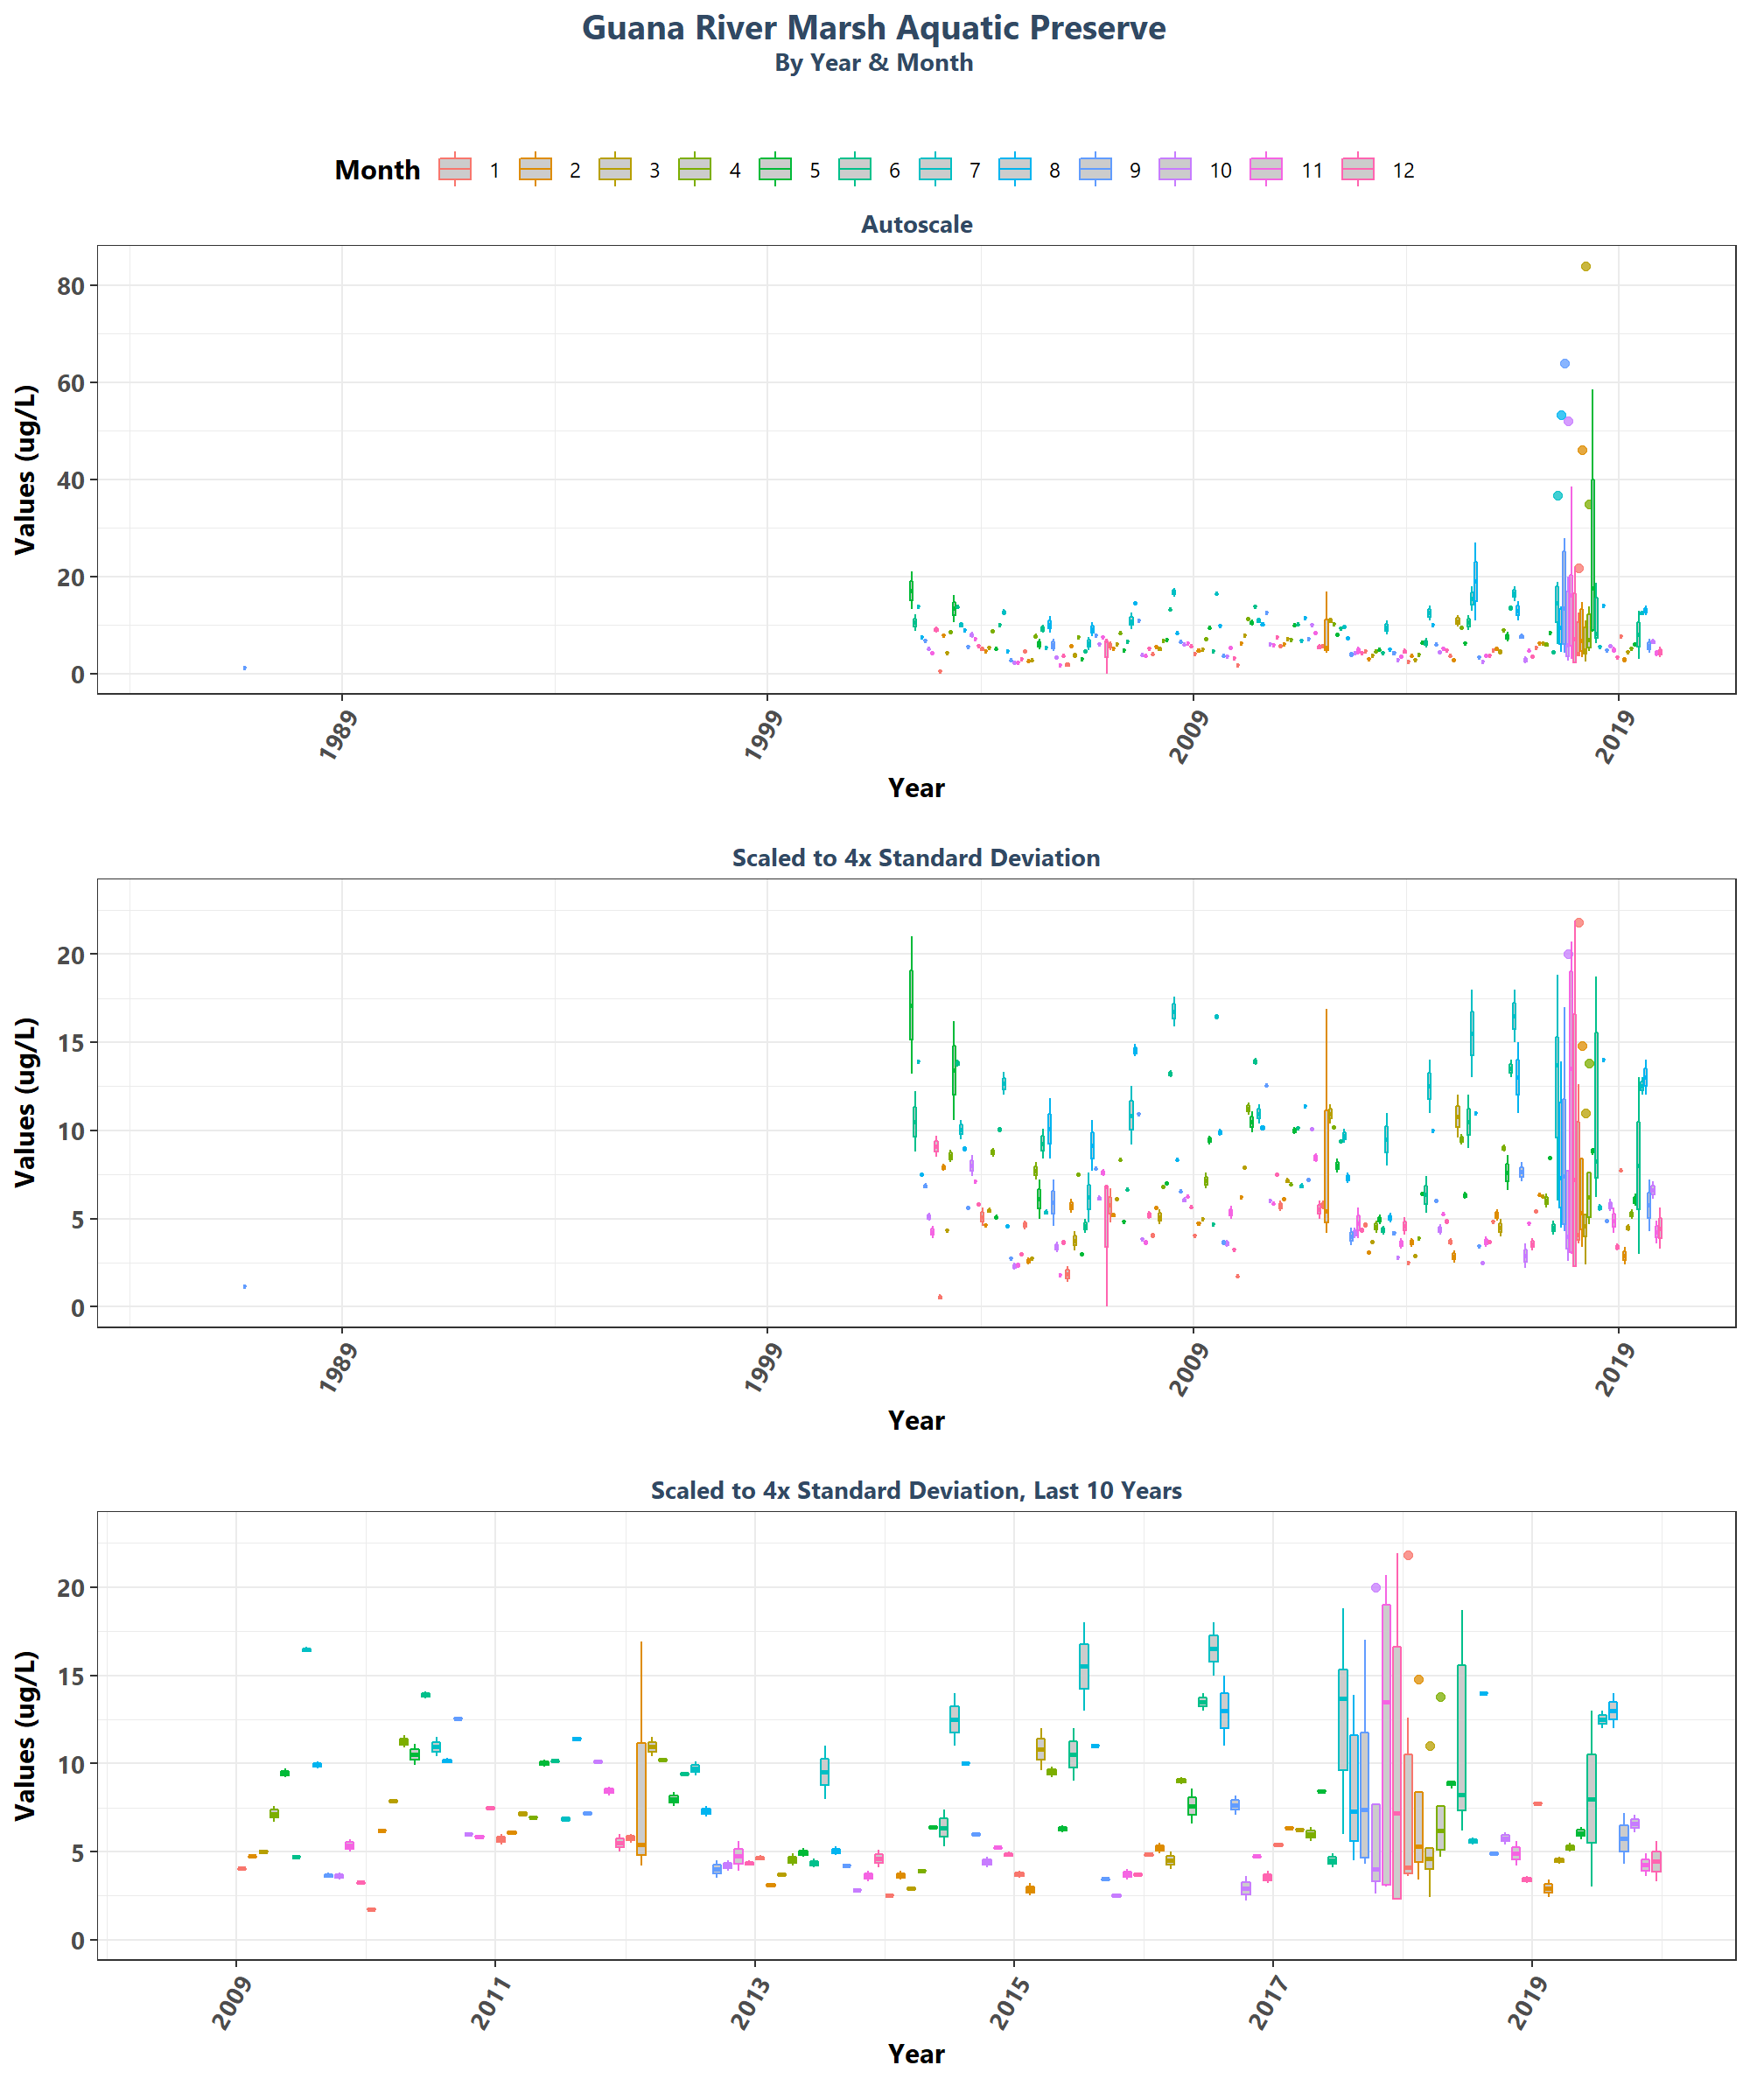 Guana River Marsh Aquatic Preserve
By Year & Month
Month 1 2 3 4 5 6 7 8 9 10 11 12
Autoscale
Values (ug/L)
80
60
40
20
0
1989 1999 2009 2019
Year
Scaled to 4x Standard Deviation
Values (ug/L)
20
15
10
5
0
1989 1999 2009 2019
Year
Scaled to 4x Standard Deviation, Last 10 Years
Values (ug/L)
20
15
10
5
0
2009 2011 2013 2015 2017 2019
Year